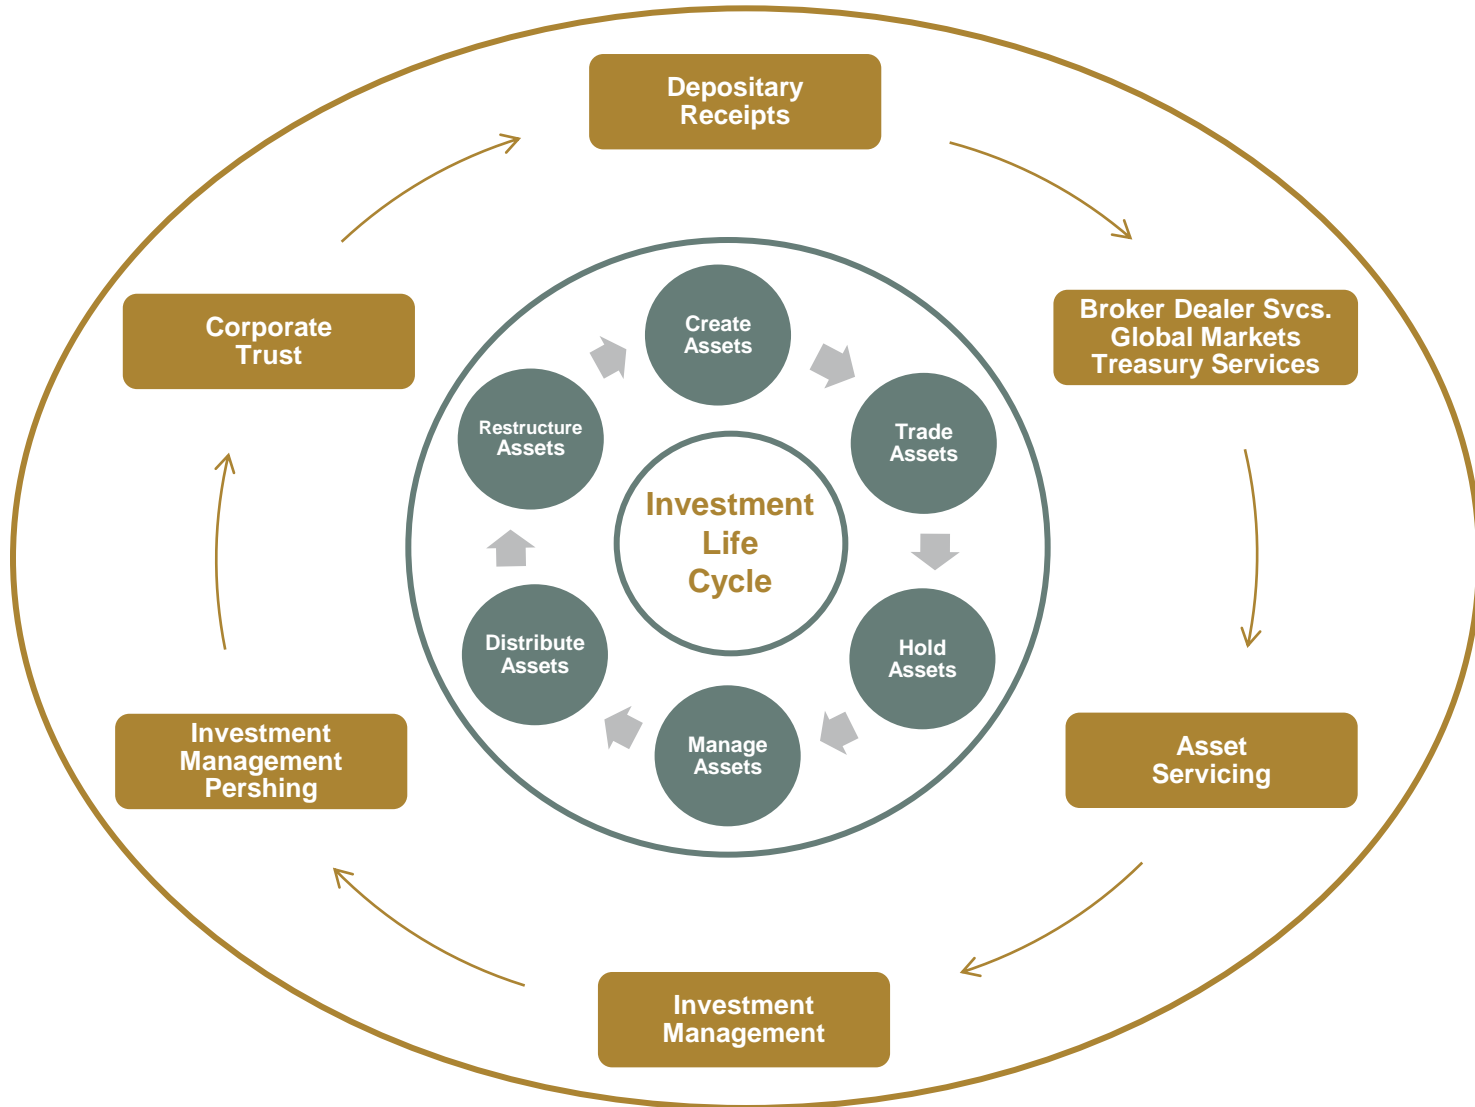 Depositary
Receipts
Broker Dealer Svcs.
Global Markets
Treasury Services
Asset
Servicing
Investment
Management
Investment
Management
Pershing
Corporate
Trust
Create
Assets
Trade
Assets
Hold
Assets
Manage
Assets
Distribute
Assets
Restructure
Assets
Investment
Life
Cycle